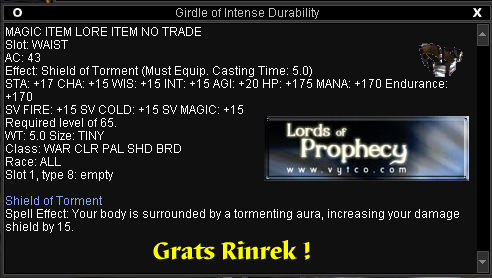 O Girdle of Intense Durability X
MAGIC ITEM LORE ITEM NO TRADE
Slot: WAIST
AC: 43
Effect: Shield of Torment (Must Equip. Casting Time: 5.0)
STA: +17 CHA: +15 WIS: +15 INT: +15 AGI: +20 HP: +175 MANA: +170 Endurance:
+170
SV FIRE: +15 SV COLD: +15 SV MAGIC: +15
Required level of 65.
WT: 5.0 Size: TINY
Class: WAR CLR PAL SHD BRD
Race: ALL
Slot 1, type 8: empty
Lords of
Prophecy
www.vytco.com
Shield of Torment
Spell Effect: Your body is surrounded by a tormenting aura, increasing your damage
shield by 15.
Grats Rinrek !